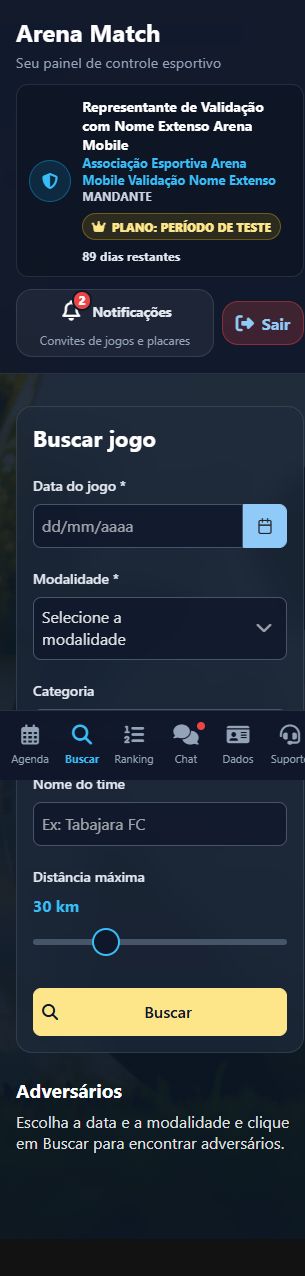 Arena Match
Seu painel de controle esportivo
Representante de Validação
com Nome Extenso Arena
Mobile
Associação Esportiva Arena
Mobile Validação Nome Extenso
MANDANTE
PLANO: PERÍODO DE TESTE
89 dias restantes
2
Notificações
Convites de jogos e placares
Sair
Buscar jogo
Data do jogo *
dd/mm/aaaa
Modalidade *
Selecione a
modalidade
Categoria
Agenda
Buscar
Ranking
Chat
Dados
Suporte
Nome do time
Ex: Tabajara FC
Distância máxima
30 km
Buscar
Adversários
Escolha a data e a modalidade e clique
em Buscar para encontrar adversários.